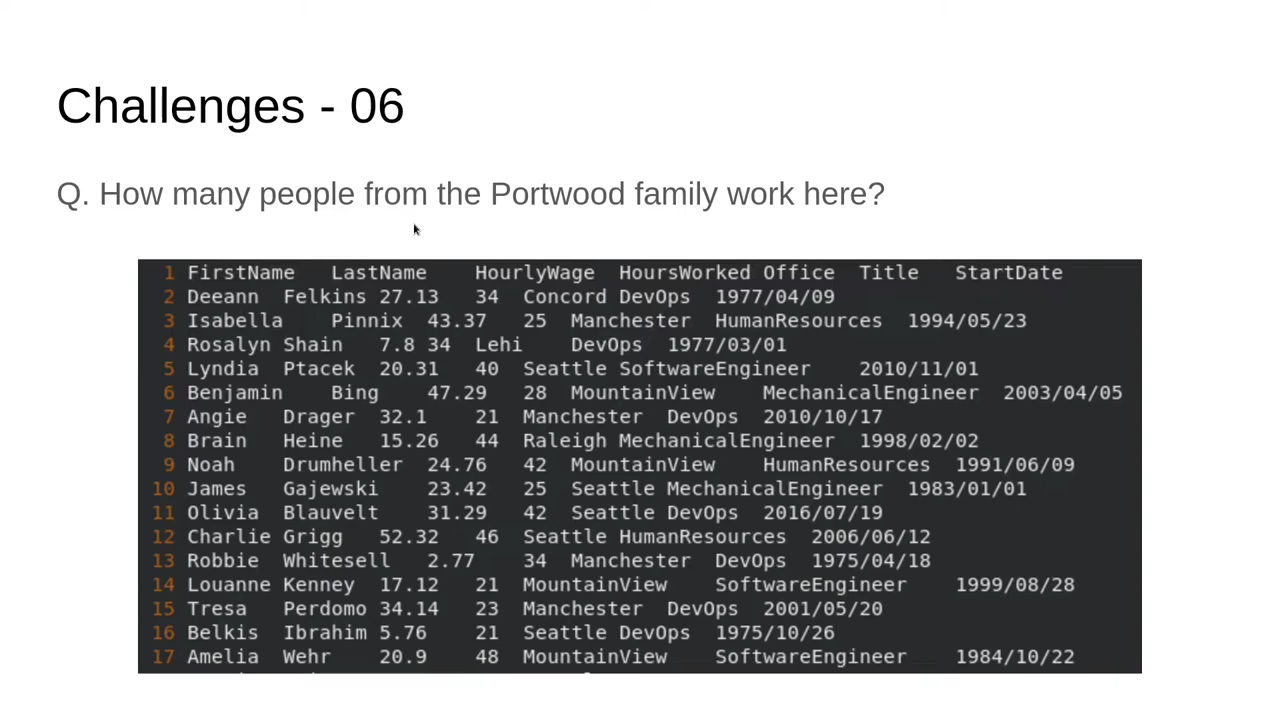 Challenges - 06
Q. How many people from the Portwood family work here?
1 FirstName LastName HourlyWage HoursWorked Office Title StartDate
2 Deeann Felkins 27.13 34 Concord DevOps 1977/04/09
3 Isabella Pinnix 43.37 25 Manchester HumanResources 1994/05/23
4 Rosalyn Shain 7.8 34 Lehi DevOps 1977/03/01
5 Lyndia Ptacek 20.31 40 Seattle SoftwareEngineer 2010/11/01
6 Benjamin Bing 47.29 28 MountainView MechanicalEngineer 2003/04/05
7 Angie Drager 32.1 21 Manchester DevOps 2010/10/17
8 Brain Heine 15.26 44 Raleigh MechanicalEngineer 1998/02/02
9 Noah Drumheller 24.76 42 MountainView HumanResources 1991/06/09
10 James Gajewski 23.42 25 Seattle MechanicalEngineer 1983/01/01
11 Olivia Blauvelt 31.29 42 Seattle DevOps 2016/07/19
12 Charlie Grigg 52.32 46 Seattle HumanResources 2006/06/12
13 Robbie Whitesell 2.77 34 Manchester DevOps 1975/04/18
14 Louanne Kenney 17.12 21 MountainView SoftwareEngineer 1999/08/28
15 Tresa Perdomo 34.14 23 Manchester DevOps 2001/05/20
16 Belkis Ibrahim 5.76 21 Seattle DevOps 1975/10/26
17 Amelia Wehr 20.9 48 MountainView SoftwareEngineer 1984/10/22